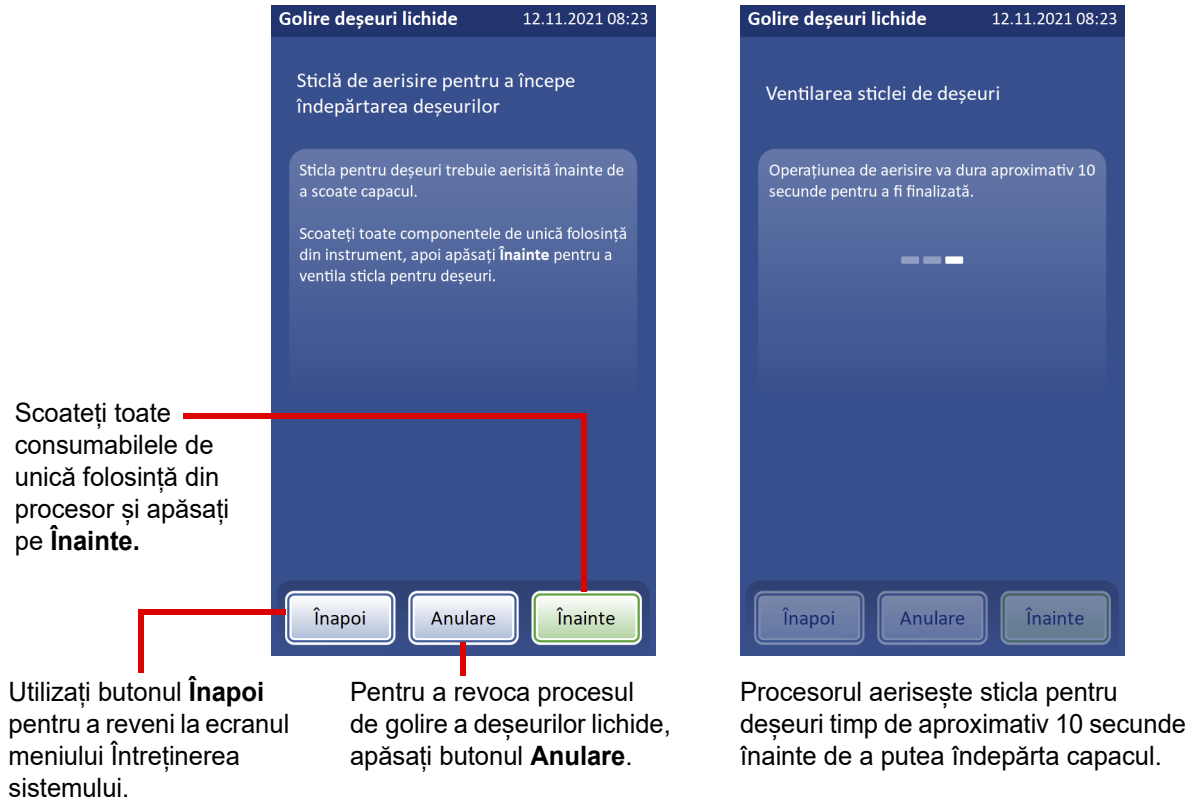 Golire deșeuri lichide 12.11.2021 08:23
Sticlă de aerisire pentru a începe
îndepărtarea deșeurilor
Sticla pentru deșeuri trebuie aerisită înainte de
a scoate capacul.
Scoateți toate componentele de unică folosință
din instrument, apoi apăsați Înainte pentru a
ventila sticla pentru deșeuri.
Înapoi Anulare Înainte
Scoateți toate
consumabilele de
unică folosință din
procesor și apăsați
pe Înainte.
Utilizați butonul Înapoi
pentru a reveni la ecranul
meniului Întreținerea
sistemului.
Pentru a revoca procesul
de golire a deșeurilor lichide,
apăsați butonul Anulare.
Golire deșeuri lichide 12.11.2021 08:23
Ventilarea sticlei de deșeuri
Operațiunea de aerisire va dura aproximativ 10
secunde pentru a fi finalizată.
Înapoi Anulare Înainte
Procesorul aerisește sticla pentru
deșeuri timp de aproximativ 10 secunde
înainte de a putea îndepărta capacul.